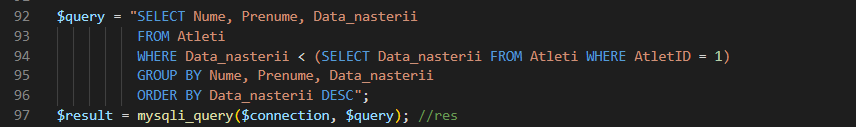 92 $query = "SELECT Nume, Prenume, Data_nasterii
93 FROM Atleti
94 WHERE Data_nasterii < (SELECT Data_nasterii FROM Atleti WHERE AtletID = 1)
95 GROUP BY Nume, Prenume, Data_nasterii
96 ORDER BY Data_nasterii DESC";
97 $result = mysqli_query($connection, $query); //res